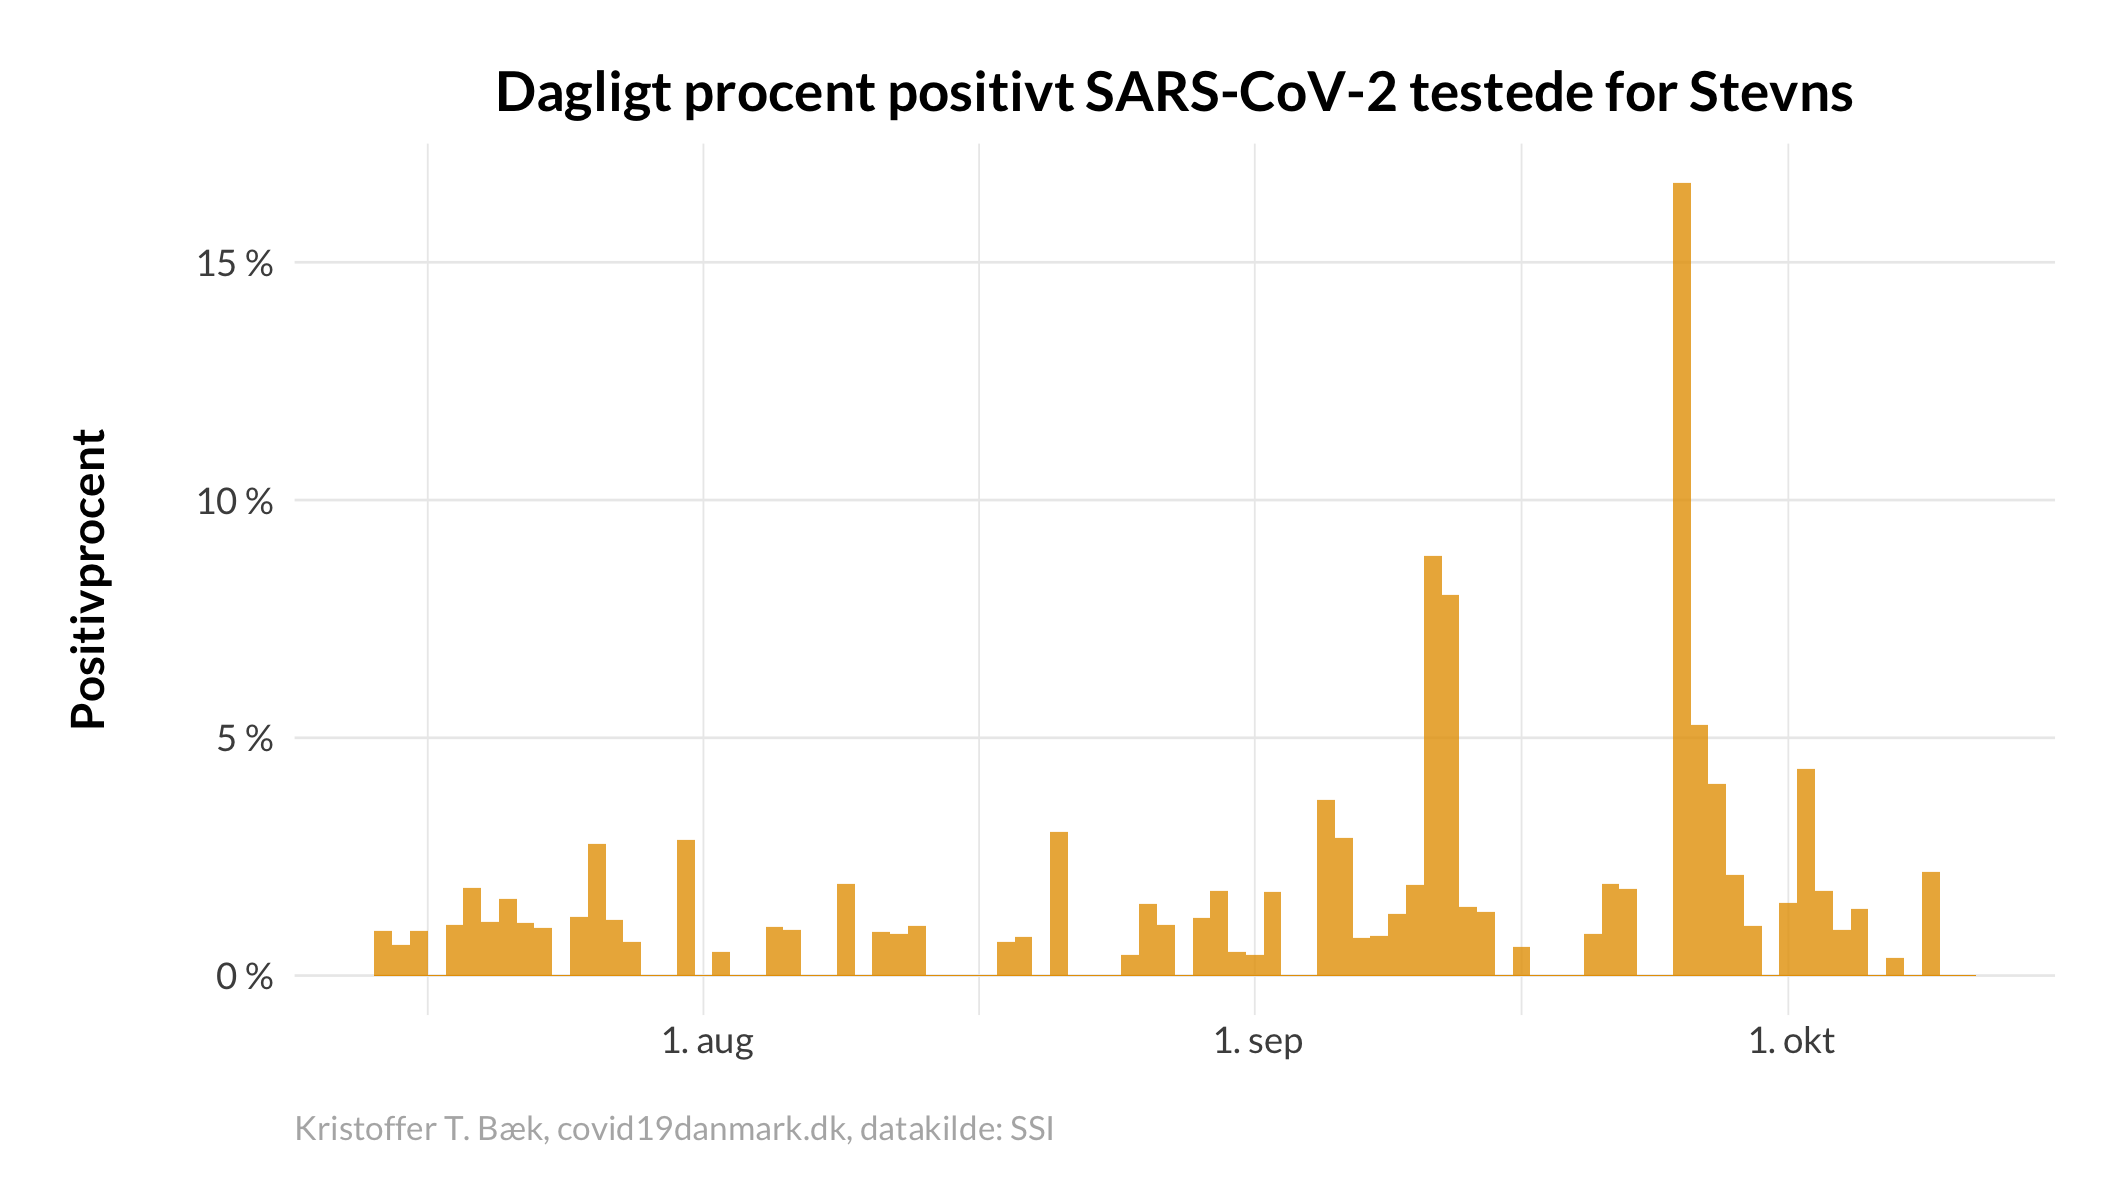 Dagligt procent positivt SARS-CoV-2 testede for Stevns
Positivprocent
15 %
10 %
5 %
0 %
1. aug
1. sep
1. okt
Kristoffer T. Bæk, covid19danmark.dk, datakilde: SSI